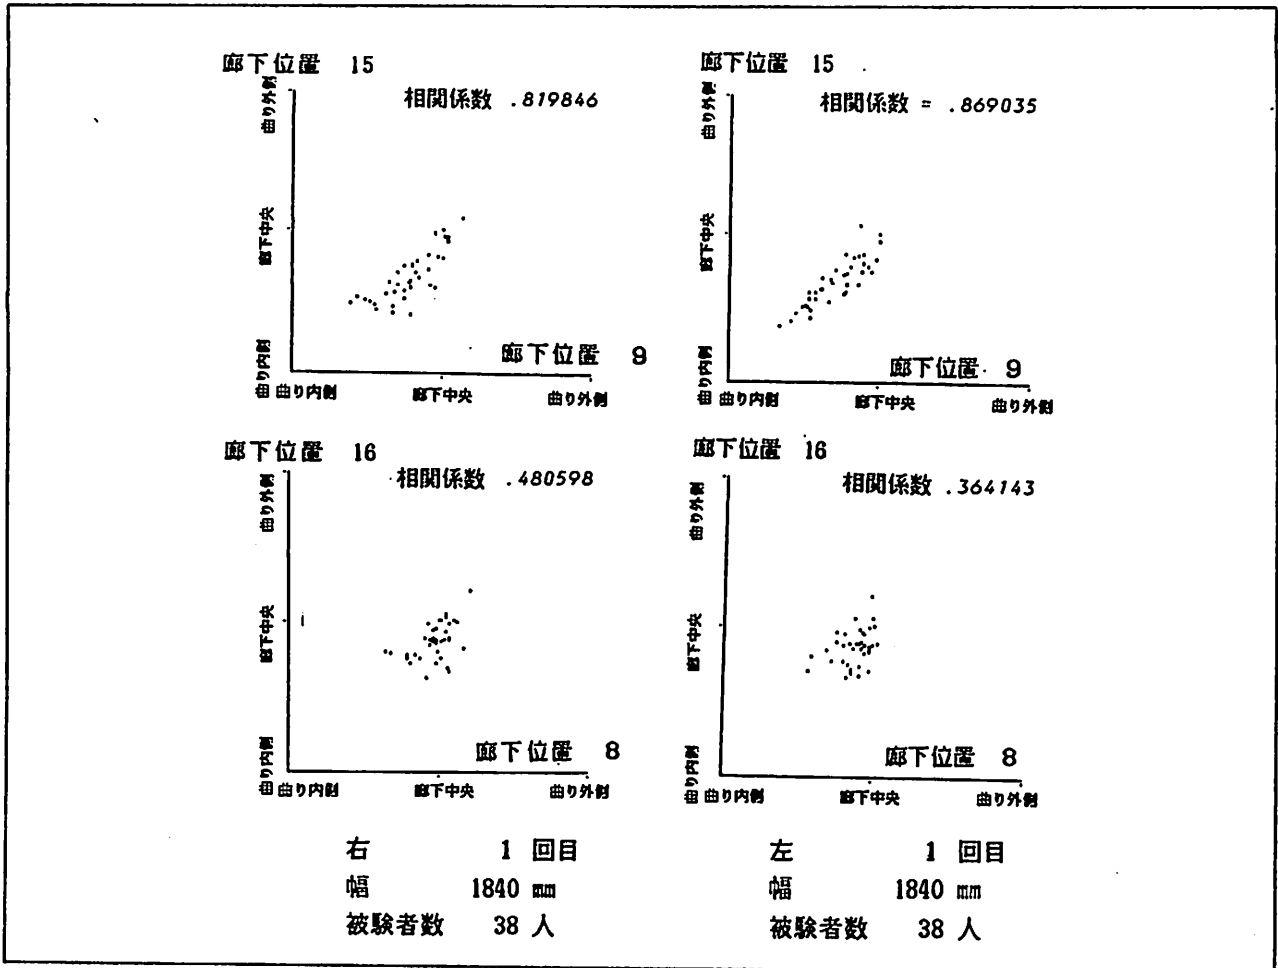 廊下位置 15
相関係数 .819846
曲り外側
廊下中央
曲り内側
廊下位置 9
曲り内側 廊下中央 曲り外側
廊下位置 15
相関係数 = .869035
曲り外側
廊下中央
曲り内側
廊下位置 9
曲り内側 廊下中央 曲り外側
廊下位置 16
相関係数 .480598
曲り外側
廊下中央
曲り内側
廊下位置 8
曲り内側 廊下中央 曲り外側
廊下位置 16
相関係数 .364143
曲り外側
廊下中央
曲り内側
廊下位置 8
曲り内側 廊下中央 曲り外側
右 1 回目
幅 1840 mm
被験者数 38 人
左 1 回目
幅 1840 mm
被験者数 38 人